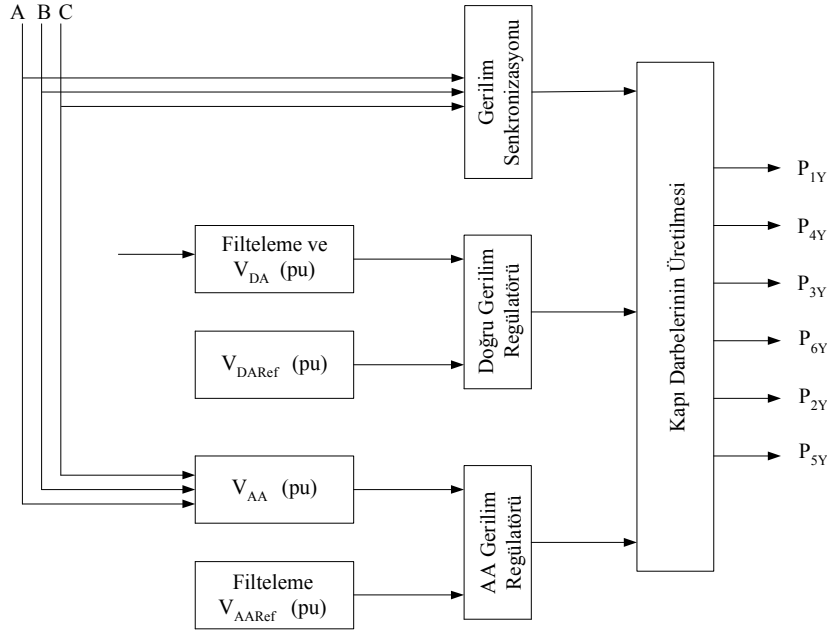 A B C
Gerilim
Senkronizasyonu
Filteleme ve
V_DA (pu)
V_DARef (pu)
Doğru Gerilim
Regülatörü
V_AA (pu)
Filteleme
V_AARef (pu)
AA Gerilim
Regülatörü
Kapı Darbelerinin Üretilmesi
P_1Y
P_4Y
P_3Y
P_6Y
P_2Y
P_5Y